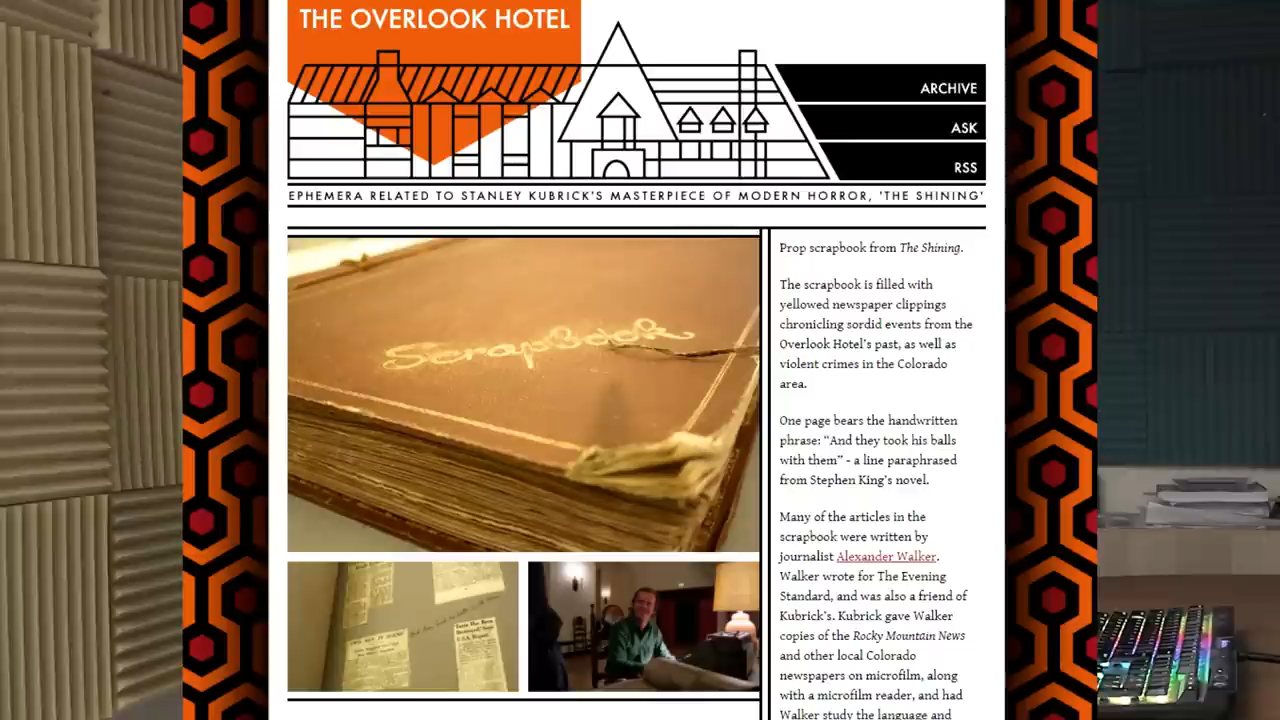 THE OVERLOOK HOTEL
ARCHIVE
ASK
RSS
EPHEMERA RELATED TO STANLEY KUBRICK'S MASTERPIECE OF MODERN HORROR, 'THE SHINING'
Scrapbook
Prop scrapbook from The Shining.
The scrapbook is filled with
yellowed newspaper clippings
chronicling sordid events from the
Overlook Hotel's past, as well as
violent crimes in the Colorado
area.
One page bears the handwritten
phrase: “And they took his balls
with them” - a line paraphrased
from Stephen King's novel.
Many of the articles in the
scrapbook were written by
journalist Alexander Walker.
Walker wrote for The Evening
Standard, and was also a friend of
Kubrick's. Kubrick gave Walker
copies of the Rocky Mountain News
and other local Colorado
newspapers on microfilm, along
with a microfilm reader, and had
Walker study the language and